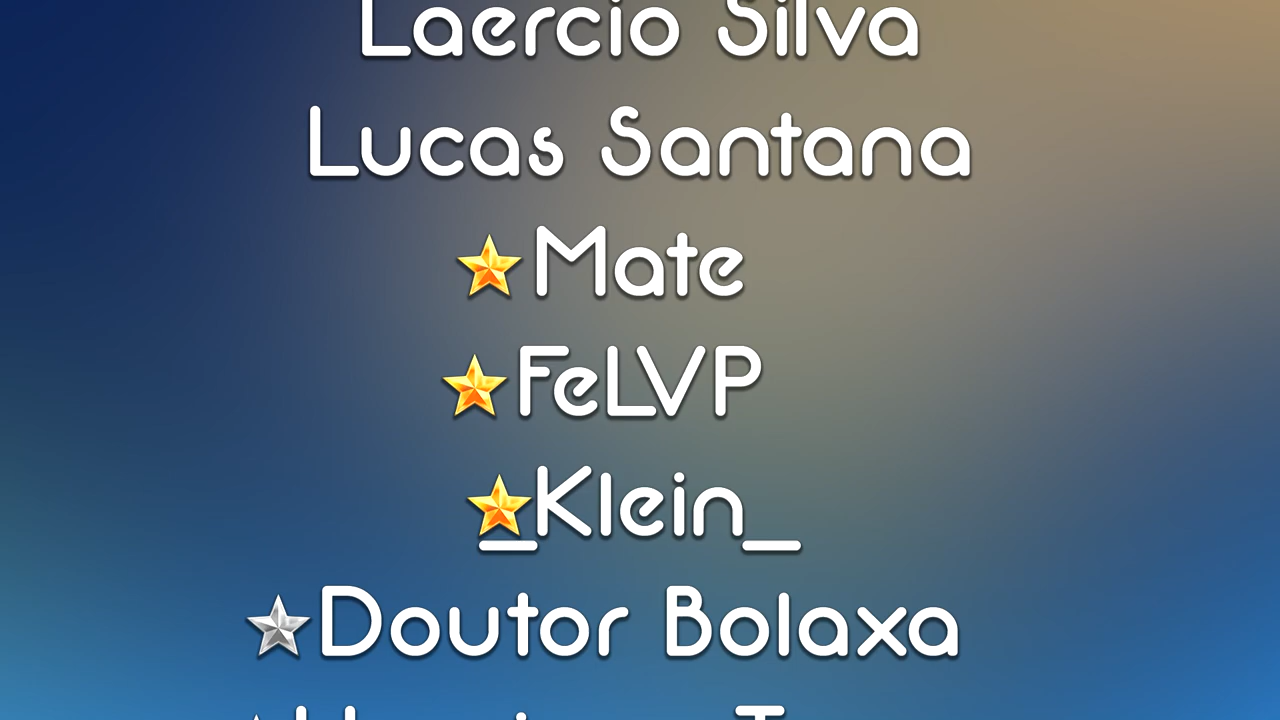 Laercio Silva
Lucas Santana
Mate
FeLVP
_Klein_
Doutor Bolaxa